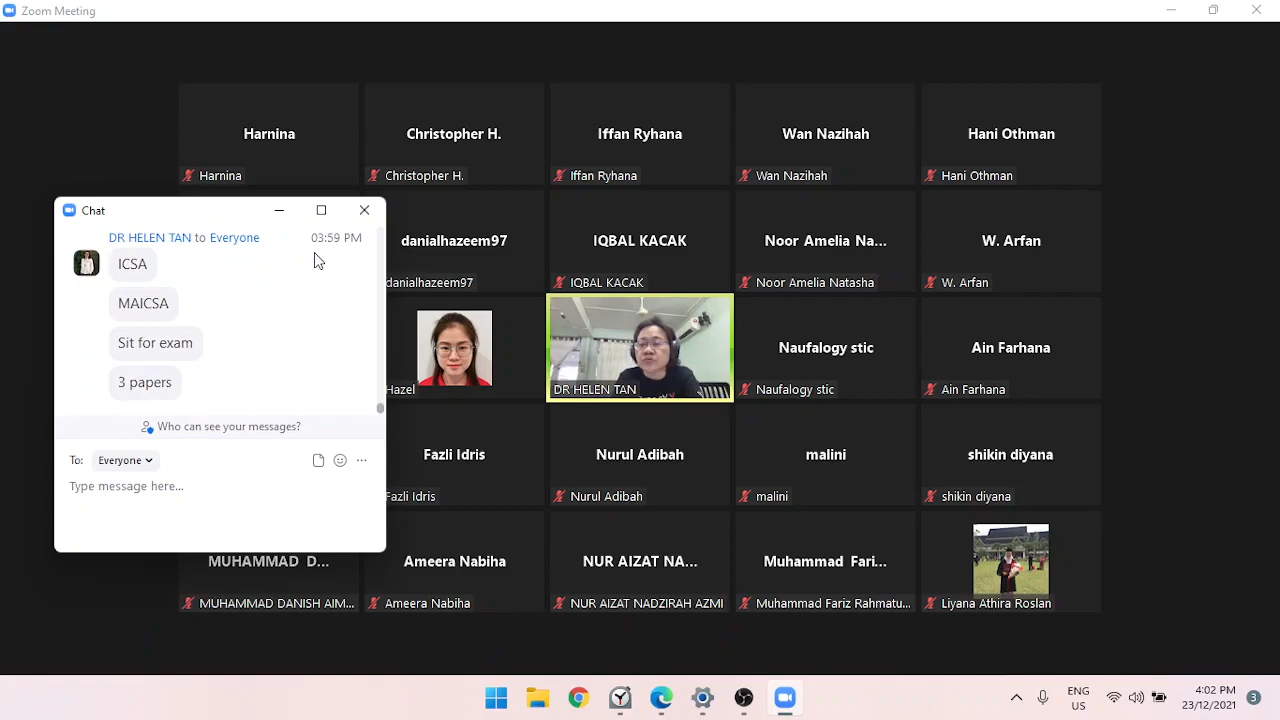 Zoom Meeting
Harnina
Christopher H.
Iffan Ryhana
Wan Nazihah
Hani Othman
Harnina
Christopher H.
Iffan Ryhana
Wan Nazihah
Hani Othman
Chat
DR HELEN TAN to Everyone 03:59 PM
ICSA
MAICSA
Sit for exam
3 papers
Who can see your messages?
To: Everyone
Type message here...
danialhazeem97
IQBAL KACAK
Noor Amelia Na...
W. Arfan
danialhazeem97
IQBAL KACAK
Noor Amelia Natasha
W. Arfan
Naufalogy stic
Ain Farhana
Hazel
DR HELEN TAN
Naufalogy stic
Ain Farhana
Fazli Idris
Nurul Adibah
malini
shikin diyana
Fazli Idris
Nurul Adibah
malini
shikin diyana
MUHAMMAD D...
Ameera Nabiha
NUR AIZAT NA...
Muhammad Fari...
MUHAMMAD DANISH AIM...
Ameera Nabiha
NUR AIZAT NADZIRAH AZMI
Muhammad Fariz Rahmatu...
Liyana Athira Roslan
ENG
US
4:02 PM
23/12/2021
3